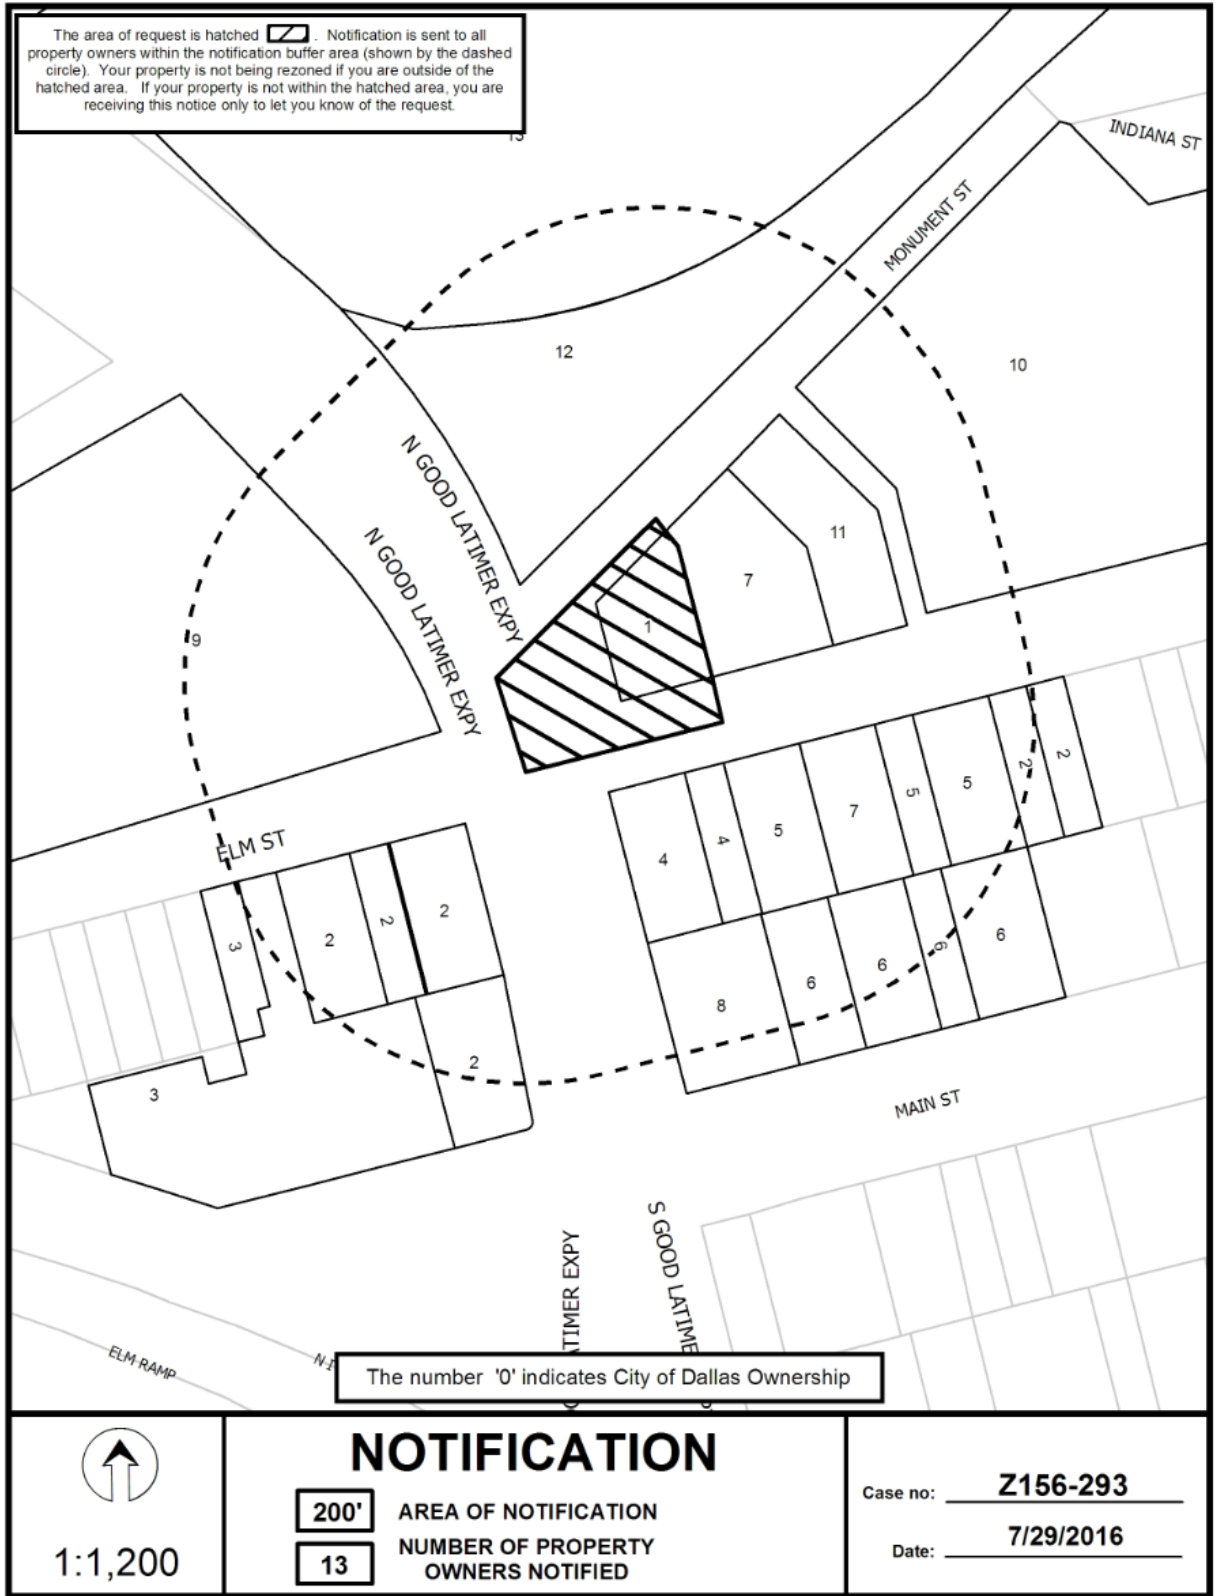 The area of request is hatched . Notification is sent to all
property owners within the notification buffer area (shown by the dashed
circle). Your property is not being rezoned if you are outside of the
hatched area. If your property is not within the hatched area, you are
receiving this notice only to let you know of the request.
13
INDIANA ST
MONUMENT ST
12
10
N GOOD LATIMER EXPY
N GOOD LATIMER EXPY
11
7
1
9
ELM ST
2
2
5
5
7
5
4
4
2
2
2
3
6
6
6
6
8
2
3
MAIN ST
S GOOD LATIME
TIMER EXPY
ELM RAMP
N I
The number '0' indicates City of Dallas Ownership
NOTIFICATION
200' AREA OF NOTIFICATION
13 NUMBER OF PROPERTY
OWNERS NOTIFIED
1:1,200
Case no: Z156-293
Date: 7/29/2016